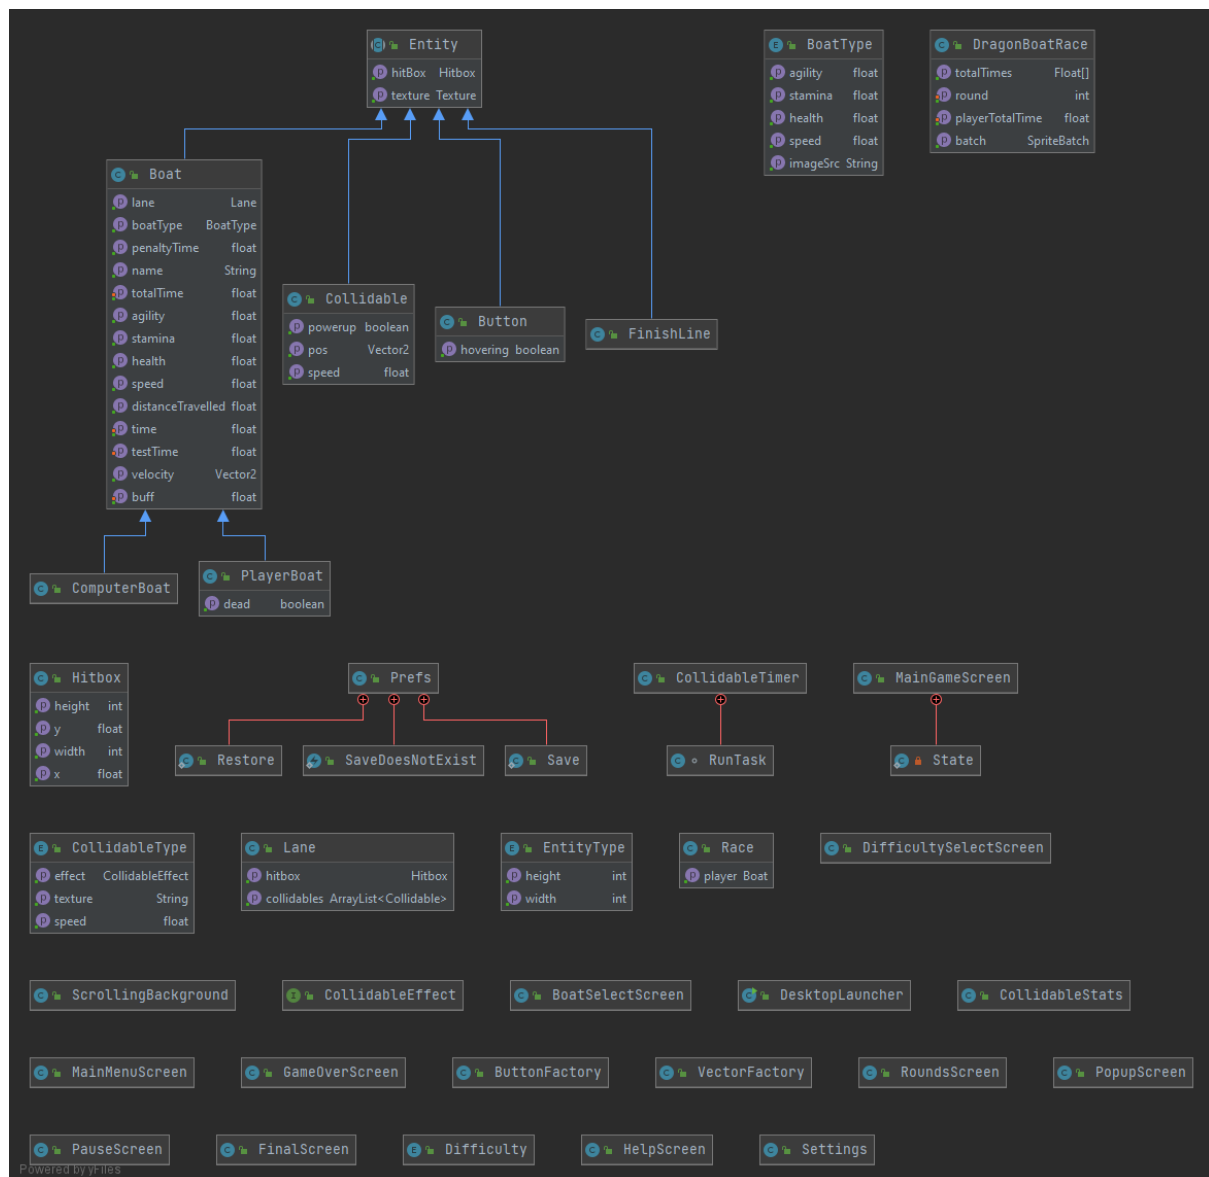 Entity
hitBox Hitbox
texture Texture
BoatType
agility float
stamina float
health float
speed float
imageSrc String
DragonBoatRace
totalTimes Float[]
round int
playerTotalTime float
batch SpriteBatch
Boat
lane Lane
boatType BoatType
penaltyTime float
name String
totalTime float
agility float
stamina float
health float
speed float
distanceTravelled float
time float
testTime float
velocity Vector2
buff float
Collidable
powerup boolean
pos Vector2
speed float
Button
hovering boolean
FinishLine
ComputerBoat
PlayerBoat
dead boolean
Hitbox
height int
y float
width int
x float
Prefs
CollidableTimer
MainGameScreen
Restore
SaveDoesNotExist
Save
RunTask
State
CollidableType
effect CollidableEffect
texture String
speed float
Lane
hitbox Hitbox
collidables ArrayList<Collidable>
EntityType
height int
width int
Race
player Boat
DifficultySelectScreen
ScrollingBackground
CollidableEffect
BoatSelectScreen
DesktopLauncher
CollidableStats
MainMenuScreen
GameOverScreen
ButtonFactory
VectorFactory
RoundsScreen
PopupScreen
PauseScreen
FinalScreen
Difficulty
HelpScreen
Settings
Powered by yFiles